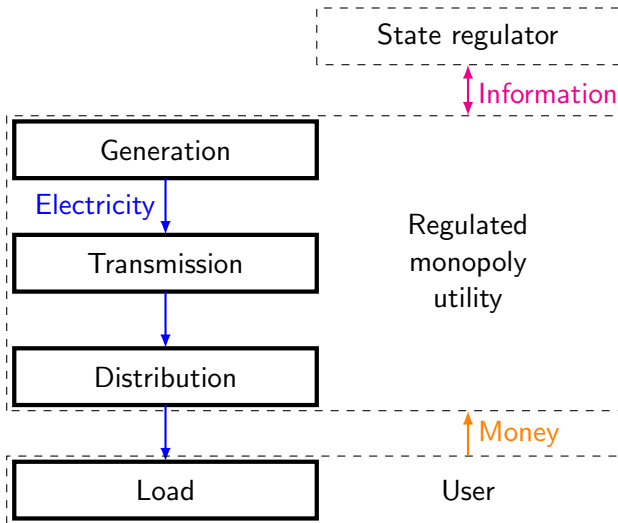 State regulator
Information
Generation
Electricity
Transmission
Regulated
monopoly
utility
Distribution
Money
Load
User